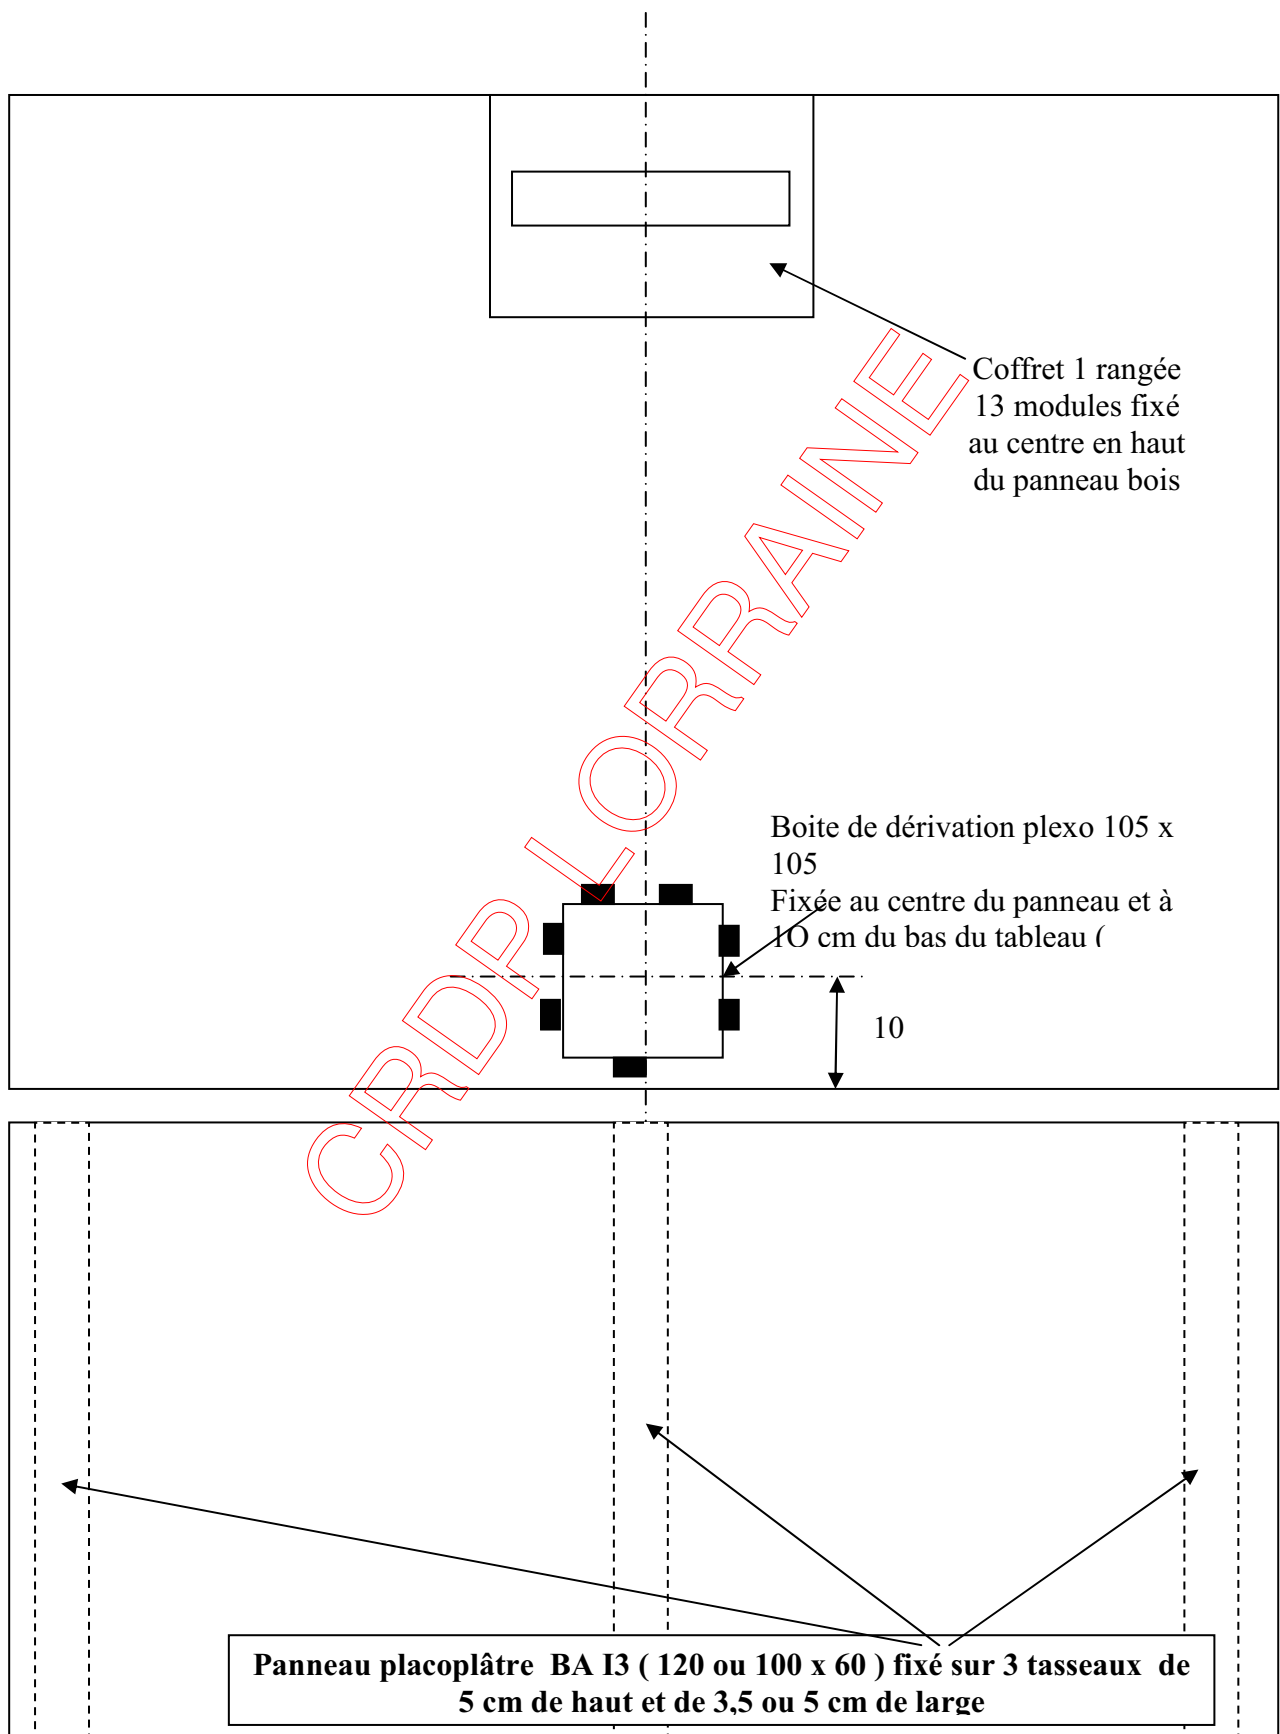 Coffret 1 rangée
13 modules fixé
au centre en haut
du panneau bois
CRDP LORRAINE
Boite de dérivation plexo 105 x
105
Fixée au centre du panneau et à
1O cm du bas du tableau (
10
Panneau placoplâtre  BA I3 ( 120 ou 100 x 60 ) fixé sur 3 tasseaux  de
5 cm de haut et de 3,5 ou 5 cm de large